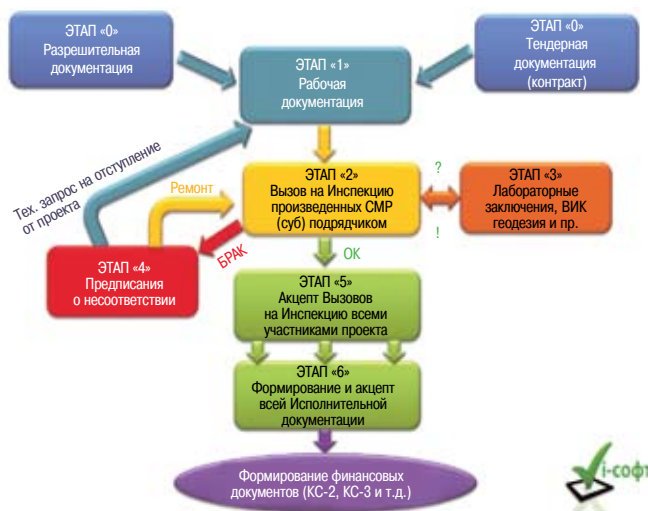 ЭТАП «0»
Разрешительная
документация
ЭТАП «1»
Рабочая
документация
ЭТАП «0»
Тендерная
документация
(контракт)
Тех. запрос на отступление
от проекта
Ремонт
ЭТАП «2»
Вызов на Инспекцию
произведенных СМР
(суб) подрядчиком
?
!
ЭТАП «3»
Лабораторные
заключения, ВИК
геодезия и пр.
ЭТАП «4»
Предписания
о несоответствии
БРАК
ОК
ЭТАП «5»
Акцепт Вызовов
на Инспекцию всеми
участниками проекта
ЭТАП «6»
Формирование и акцепт
всей Исполнительной
документации
Формирование финансовых
документов (КС-2, КС-3 и т.д.)
i-софт